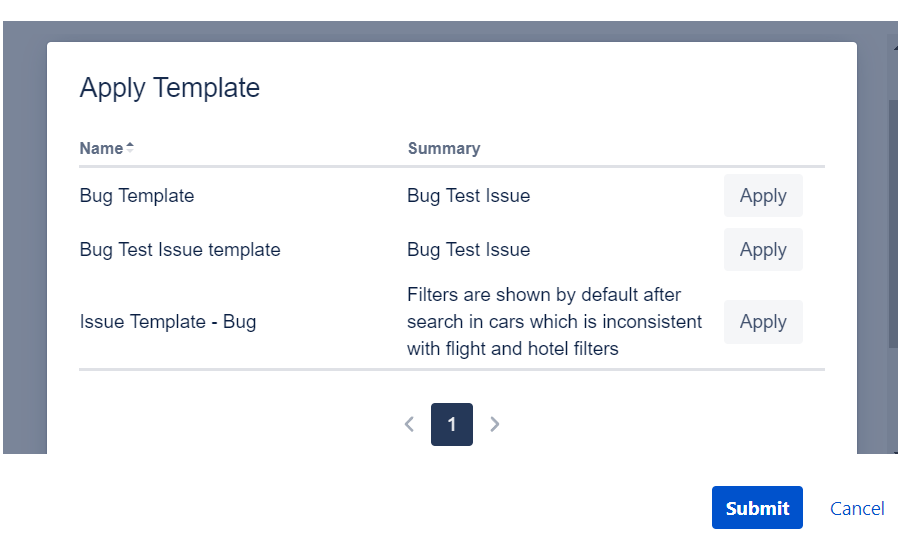 Apply Template
Name Summary
Bug Template Bug Test Issue Apply
Bug Test Issue template Bug Test Issue Apply
Filters are shown by default after
Issue Template - Bug search in cars which is inconsistent Apply
with flight and hotel filters
1
Submit Cancel